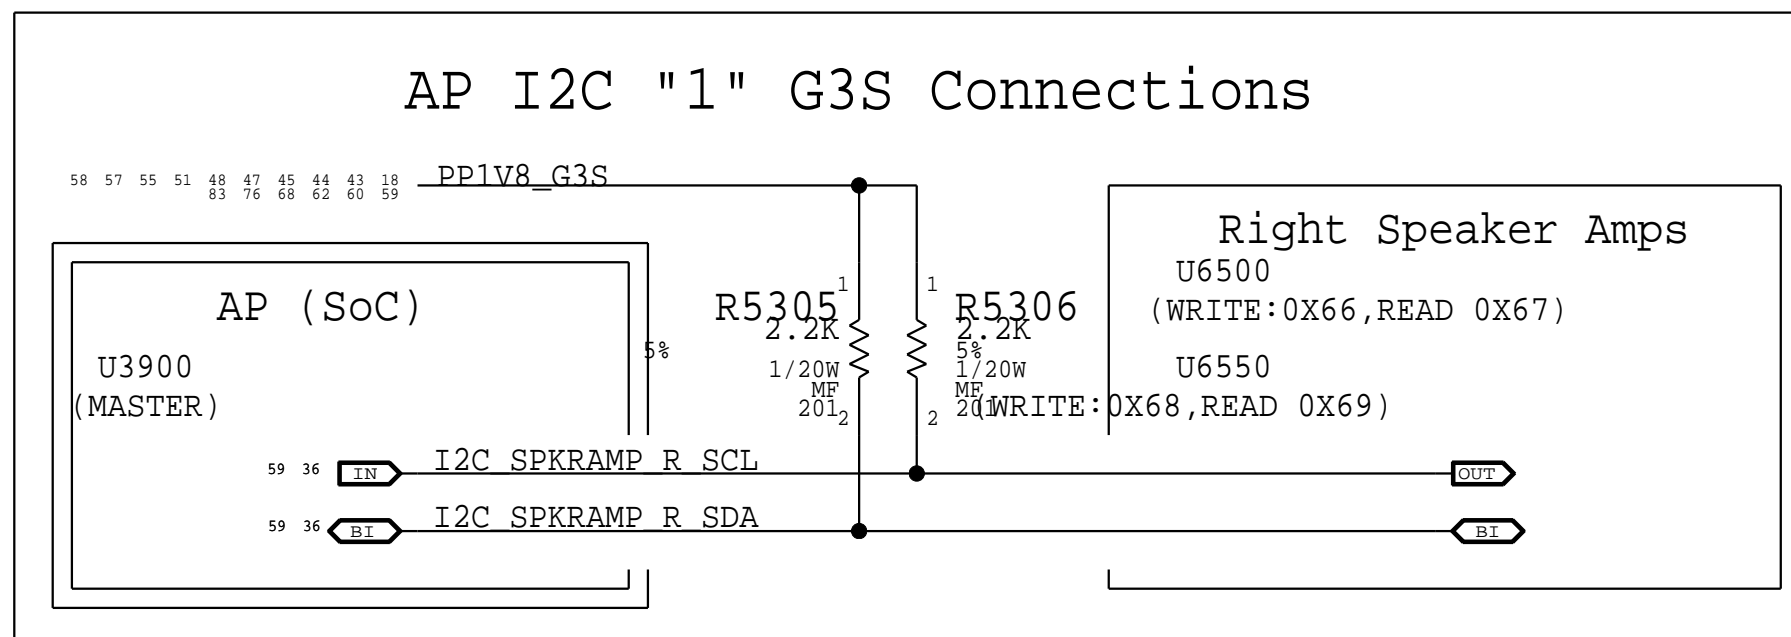 AP I2C "1" G3S Connections
58 57 55 51 48 47 45 44 43 18
83 76 68 62 60 59
PP1V8_G3S
AP (SoC)
U3900
(MASTER)
5%
R5305
2.2K
1/20W
MF
201
1
2
1
2
R5306
2.2K
5%
1/20W
MF
201
Right Speaker Amps
U6500
(WRITE:0X66,READ 0X67)
U6550
(WRITE:0X68,READ 0X69)
59 36 IN I2C_SPKRAMP_R_SCL OUT
59 36 BI I2C_SPKRAMP_R_SDA BI